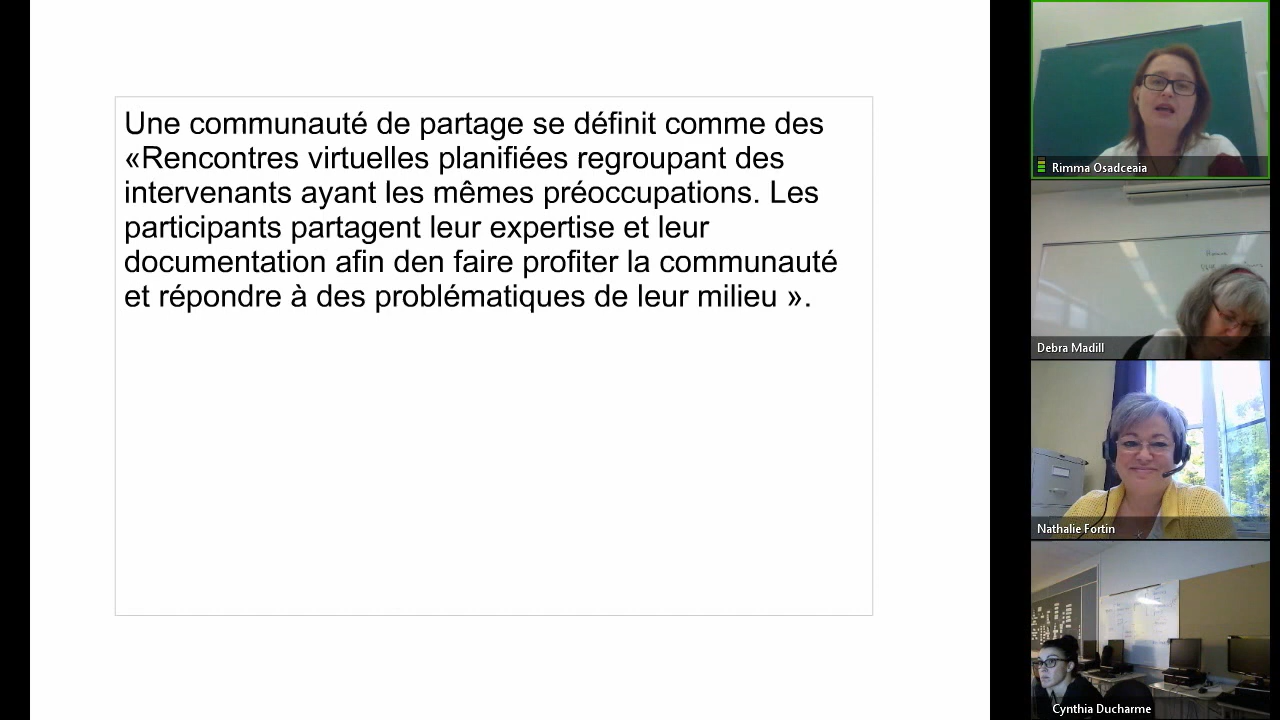 Une communauté de partage se définit comme des
«Rencontres virtuelles planifiées regroupant des
intervenants ayant les mêmes préoccupations. Les
participants partagent leur expertise et leur
documentation afin den faire profiter la communauté
et répondre à des problématiques de leur milieu ».
Rimma Osadceaia
Debra Madill
Nathalie Fortin
Cynthia Ducharme